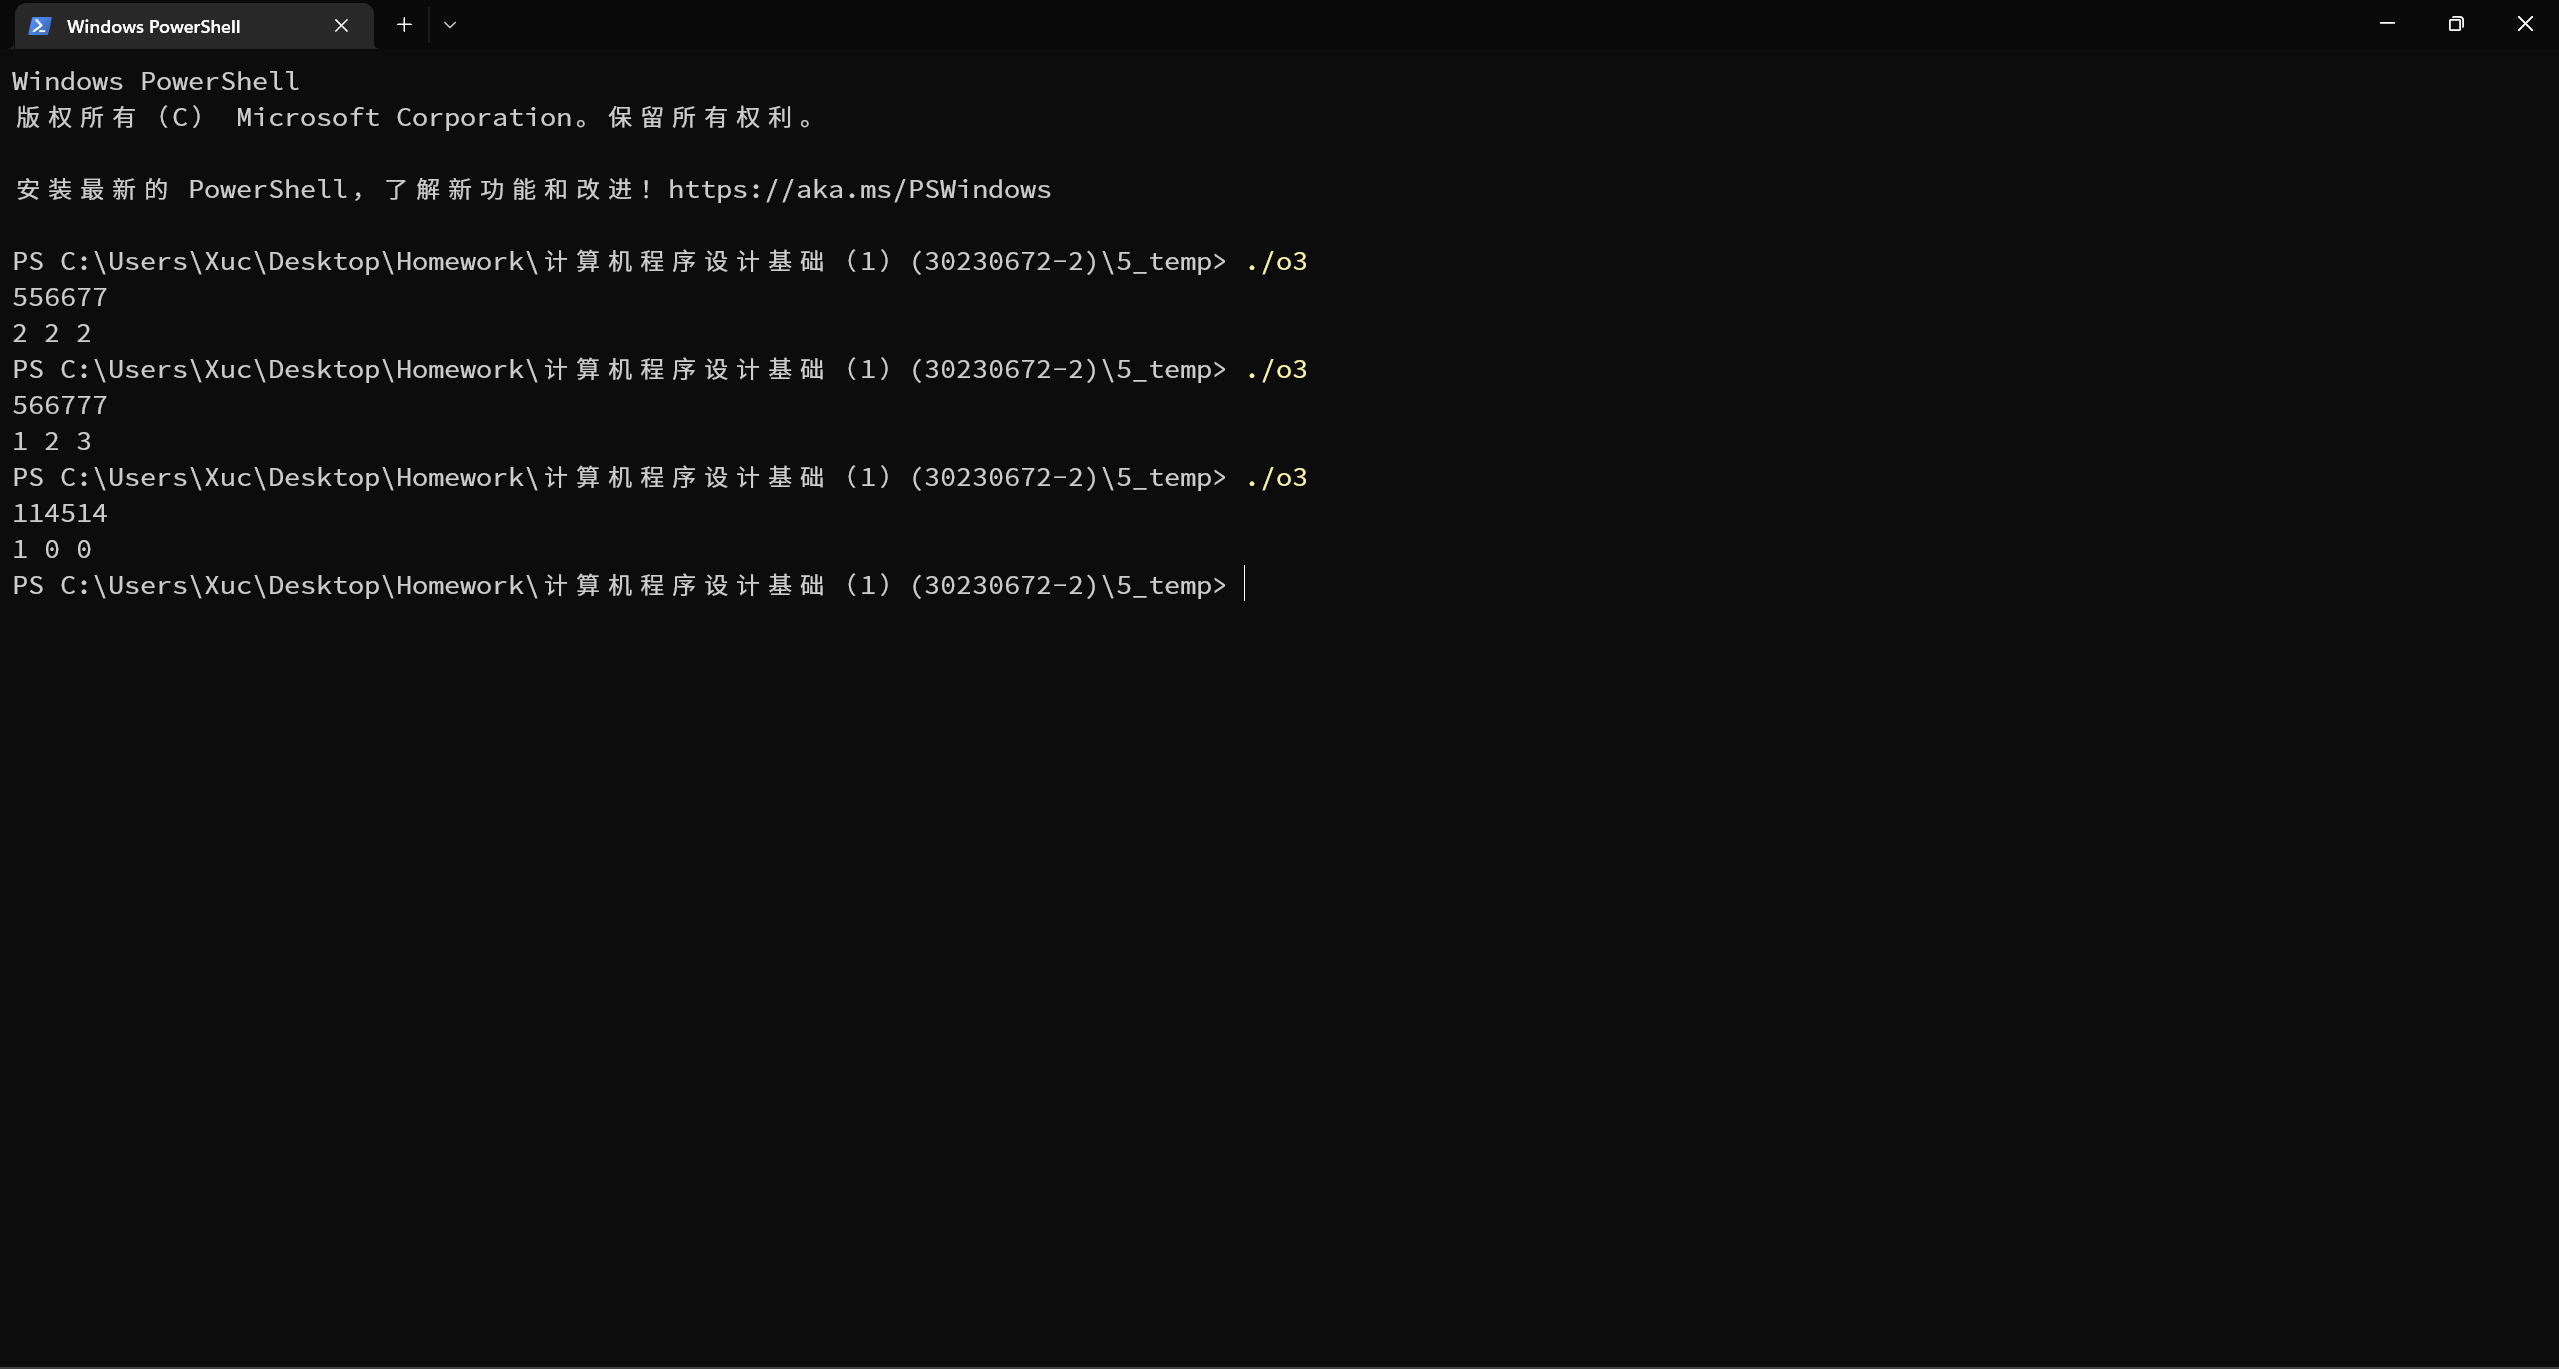 Windows PowerShell
Windows PowerShell
版权所有（C） Microsoft Corporation。保留所有权利。
安装最新的 PowerShell，了解新功能和改进！https://aka.ms/PSWindows
PS C:\Users\Xuc\Desktop\Homework\计算机程序设计基础（1）(30230672-2)\5_temp> ./o3
556677
2 2 2
PS C:\Users\Xuc\Desktop\Homework\计算机程序设计基础（1）(30230672-2)\5_temp> ./o3
566777
1 2 3
PS C:\Users\Xuc\Desktop\Homework\计算机程序设计基础（1）(30230672-2)\5_temp> ./o3
114514
1 0 0
PS C:\Users\Xuc\Desktop\Homework\计算机程序设计基础（1）(30230672-2)\5_temp>